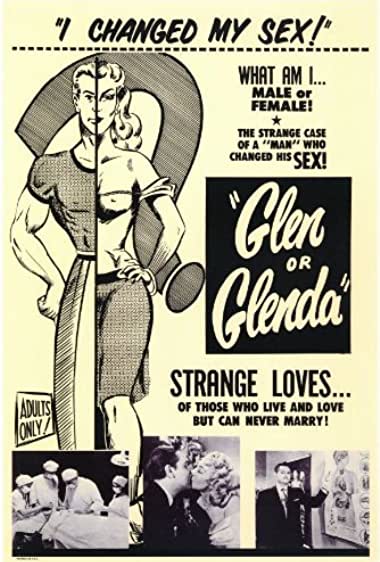 "I CHANGED MY SEX!"
WHAT AM I...
MALE or
FEMALE!
THE STRANGE CASE
OF A "MAN" WHO
CHANGED HIS SEX!
"Glen
OR
Glenda"
STRANGE LOVES...
OF THOSE WHO LIVE AND LOVE
BUT CAN NEVER MARRY!
ADULTS
ONLY!